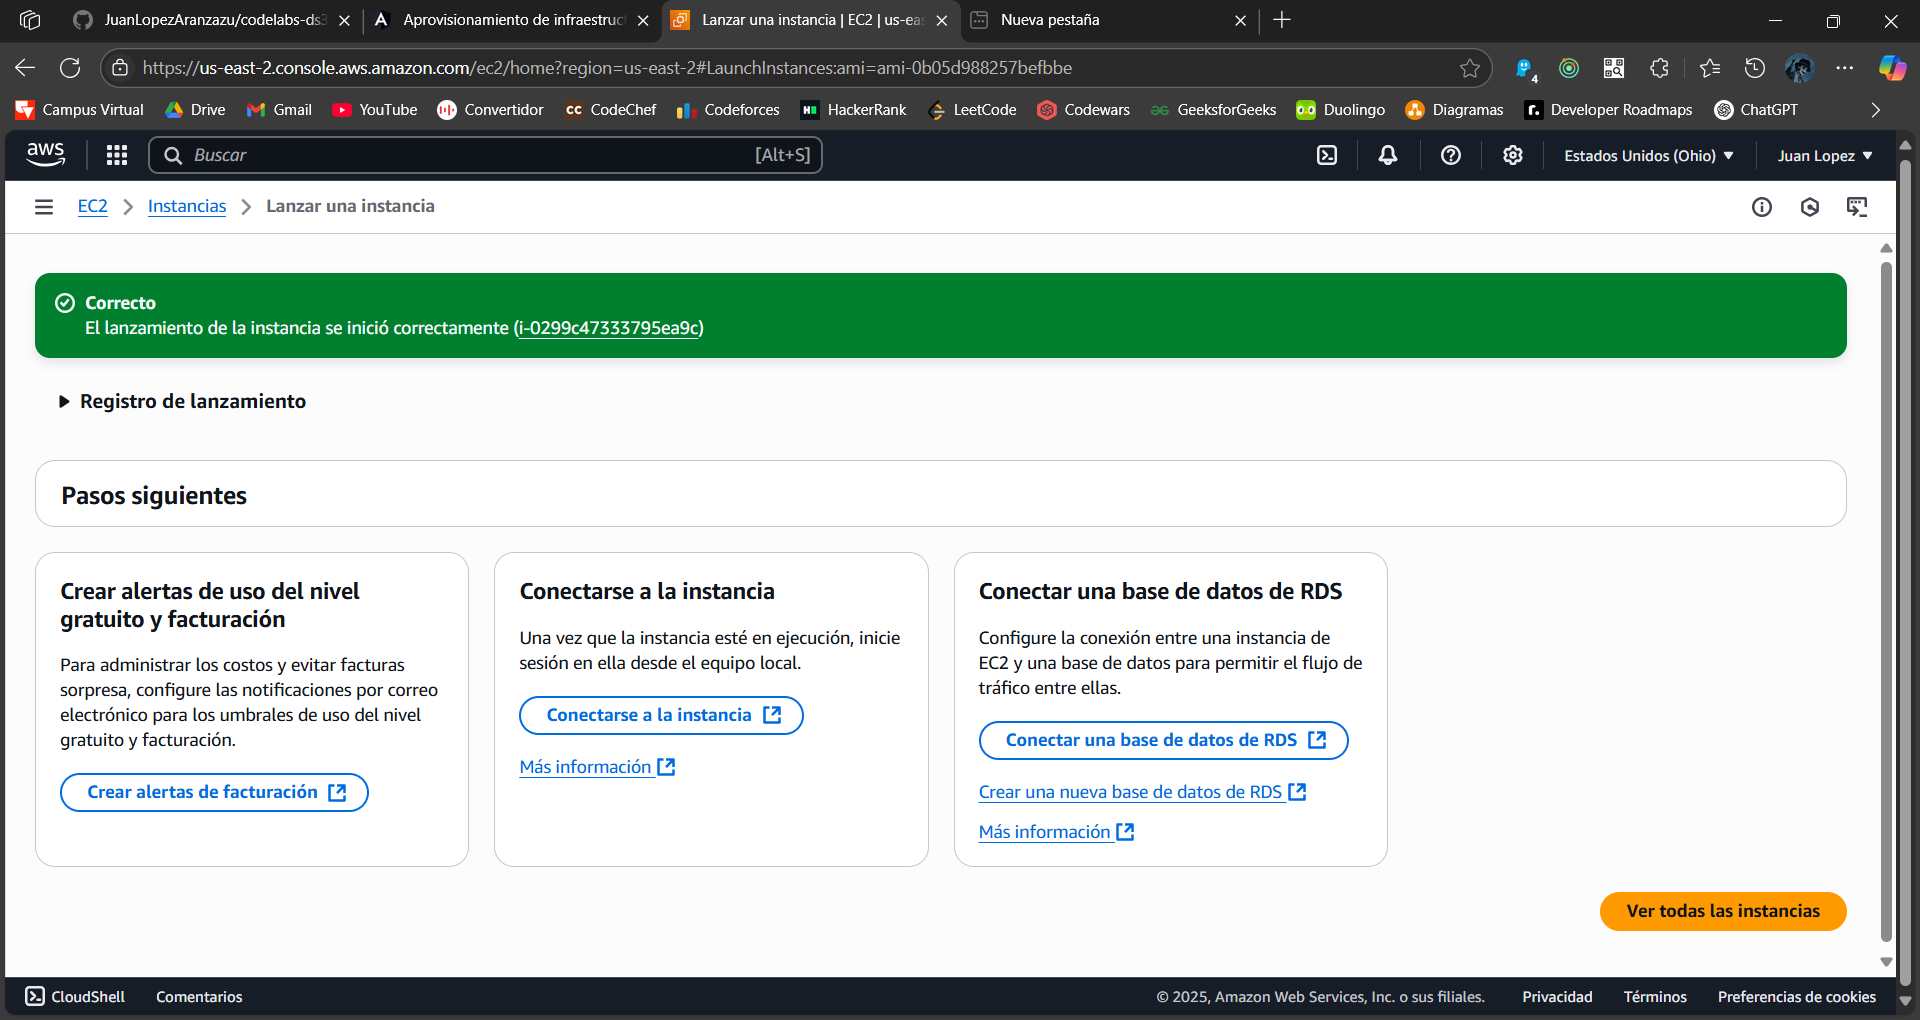 JuanLopezAranzazu/codelabs-ds3
Aprovisionamiento de infraestruct
Lanzar una instancia | EC2 | us-eas
Nueva pestaña
https://us-east-2.console.aws.amazon.com/ec2/home?region=us-east-2#LaunchInstances:ami=ami-0b05d988257befbbe
4
Campus Virtual
Drive
Gmail
YouTube
Convertidor
CC CodeChef
Codeforces
HackerRank
LeetCode
Codewars
GeeksforGeeks
Duolingo
Diagramas
r. Developer Roadmaps
ChatGPT
aws
Buscar
[Alt+S]
Estados Unidos (Ohio)
Juan Lopez
EC2
Instancias
Lanzar una instancia
Correcto
El lanzamiento de la instancia se inició correctamente (i-0299c47333795ea9c)
Registro de lanzamiento
Pasos siguientes
Crear alertas de uso del nivel
gratuito y facturación
Para administrar los costos y evitar facturas
sorpresa, configure las notificaciones por correo
electrónico para los umbrales de uso del nivel
gratuito y facturación.
Crear alertas de facturación
Conectarse a la instancia
Una vez que la instancia esté en ejecución, inicie
sesión en ella desde el equipo local.
Conectarse a la instancia
Más información
Conectar una base de datos de RDS
Configure la conexión entre una instancia de
EC2 y una base de datos para permitir el flujo de
tráfico entre ellas.
Conectar una base de datos de RDS
Crear una nueva base de datos de RDS
Más información
Ver todas las instancias
CloudShell
Comentarios
© 2025, Amazon Web Services, Inc. o sus filiales.
Privacidad
Términos
Preferencias de cookies